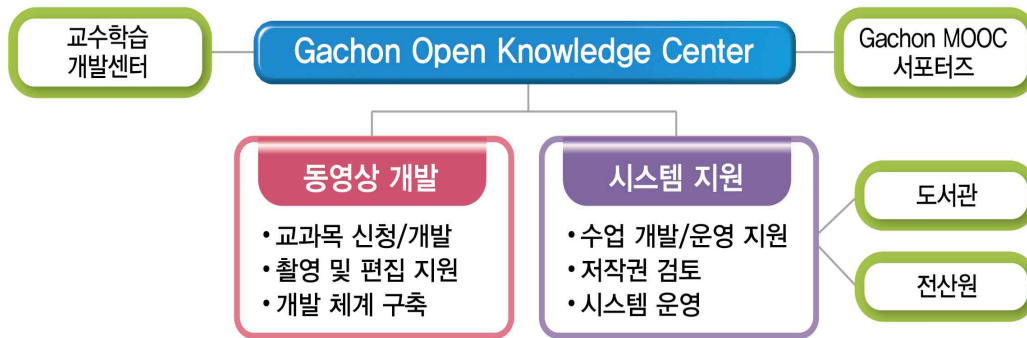 교수학습
개발센터
Gachon Open Knowledge Center
Gachon MOOC
서포터즈
동영상 개발
• 교과목 신청/개발
• 촬영 및 편집 지원
• 개발 체계 구축
시스템 지원
• 수업 개발/운영 지원
• 저작권 검토
• 시스템 운영
도서관
전산원